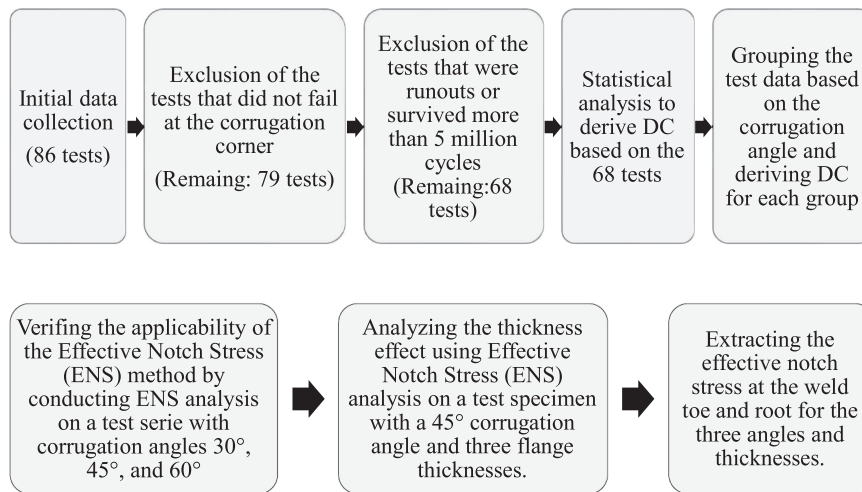 Initial data
collection
(86 tests)
Exclusion of the
tests that did not fail
at the corrugation
corner
(Remaing: 79 tests)
Exclusion of the
tests that were
runouts or
survived more
than 5 million
cycles
(Remaing:68
tests)
Statistical
analysis to
derive DC
based on the
68 tests
Grouping the
test data based
on the
corrugation
angle and
deriving DC
for each group
Verifing the applicability of
the Effective Notch Stress
(ENS) method by
conducting ENS analysis
on a test serie with
corrugation angles 30°,
45°, and 60°
Analyzing the thickness
effect using Effective
Notch Stress (ENS)
analysis on a test specimen
with a 45° corrugation
angle and three flange
thicknesses.
Extracting the
effective notch
stress at the weld
toe and root for the
three angles and
thicknesses.